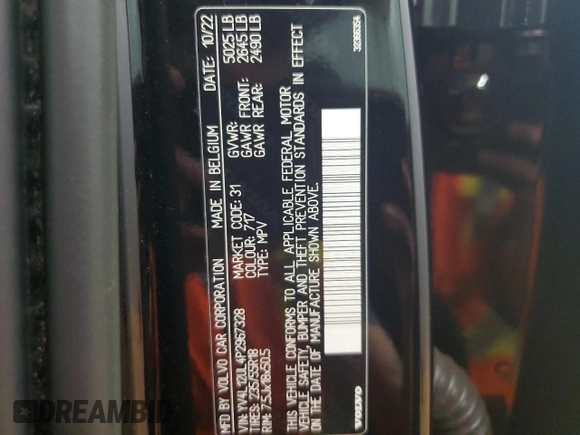 MFD BY VOLVO CAR CORPORATION MADE IN BELGIUM DATE: 10/22
VIN: YV4L12UL4P2967328 MARKET CODE: 31 GVWR: 5025 LB
TIRES: 235/55R18 COLOUR: 717 GAWR FRONT: 2645 LB
RIM: 7.5JX18X50.5 TYPE: MPV GAWR REAR: 2490 LB
THIS VEHICLE CONFORMS TO ALL APPLICABLE FEDERAL MOTOR
VEHICLE SAFETY, BUMPER AND THEFT PREVENTION STANDARDS IN EFFECT
ON THE DATE OF MANUFACTURE SHOWN ABOVE.
VOLVO